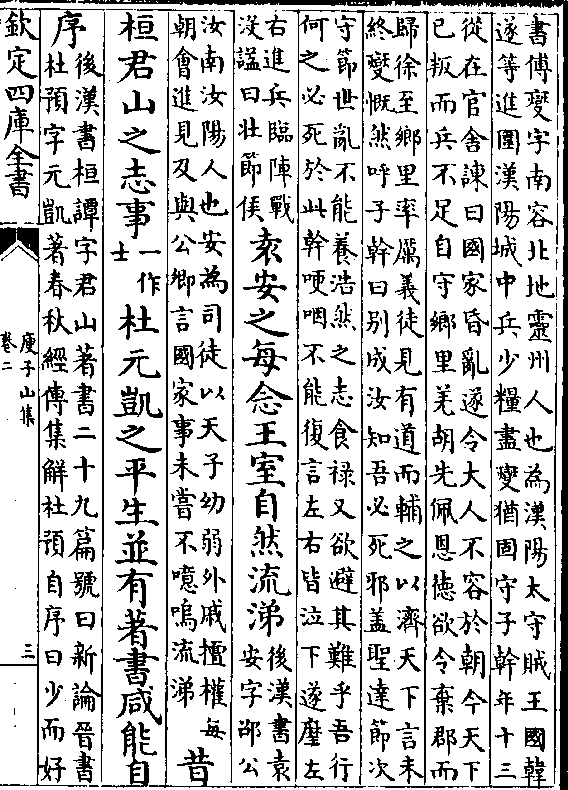 書傅變字南容北地靈州人也為漢陽太守賊王國韓
遂等進圍漢陽城中兵少糧盡變猶固守子幹年十三
從在官舍諫曰國家昏亂遂令大人不容於朝今天下
已叛而兵不足自守鄉里羌胡先佩恩徳欲令棄郡而
歸徐至鄉里率厲義徒見有道而輔之以濟天下言未
終變慨然呼子幹曰别成汝知吾必死邪盖聖達節次
守節世亂不能養浩然之志食禄又欲避其難乎吾行
何之必死於此幹哽咽不能復言左右皆泣下遂麾左
右進兵臨陣戰
沒諡曰壮節侯
袁安之每念王室自然流涕
後漢書袁
安字邵公
汝南汝陽人也安為司徒以天子幼弱外戚擅權每
朝會進見及與公卿言國家事未嘗不噫嗚流涕
昔
桓君山之志事
一作
士
杜元凱之平生並有著書咸能自
序
後漢書桓譚字君山著書二十九篇號曰新論晉書
杜預字元凱著春秋經傳集解杜預自序曰少而好
欽定四庫全書
庾子山集
卷二
三